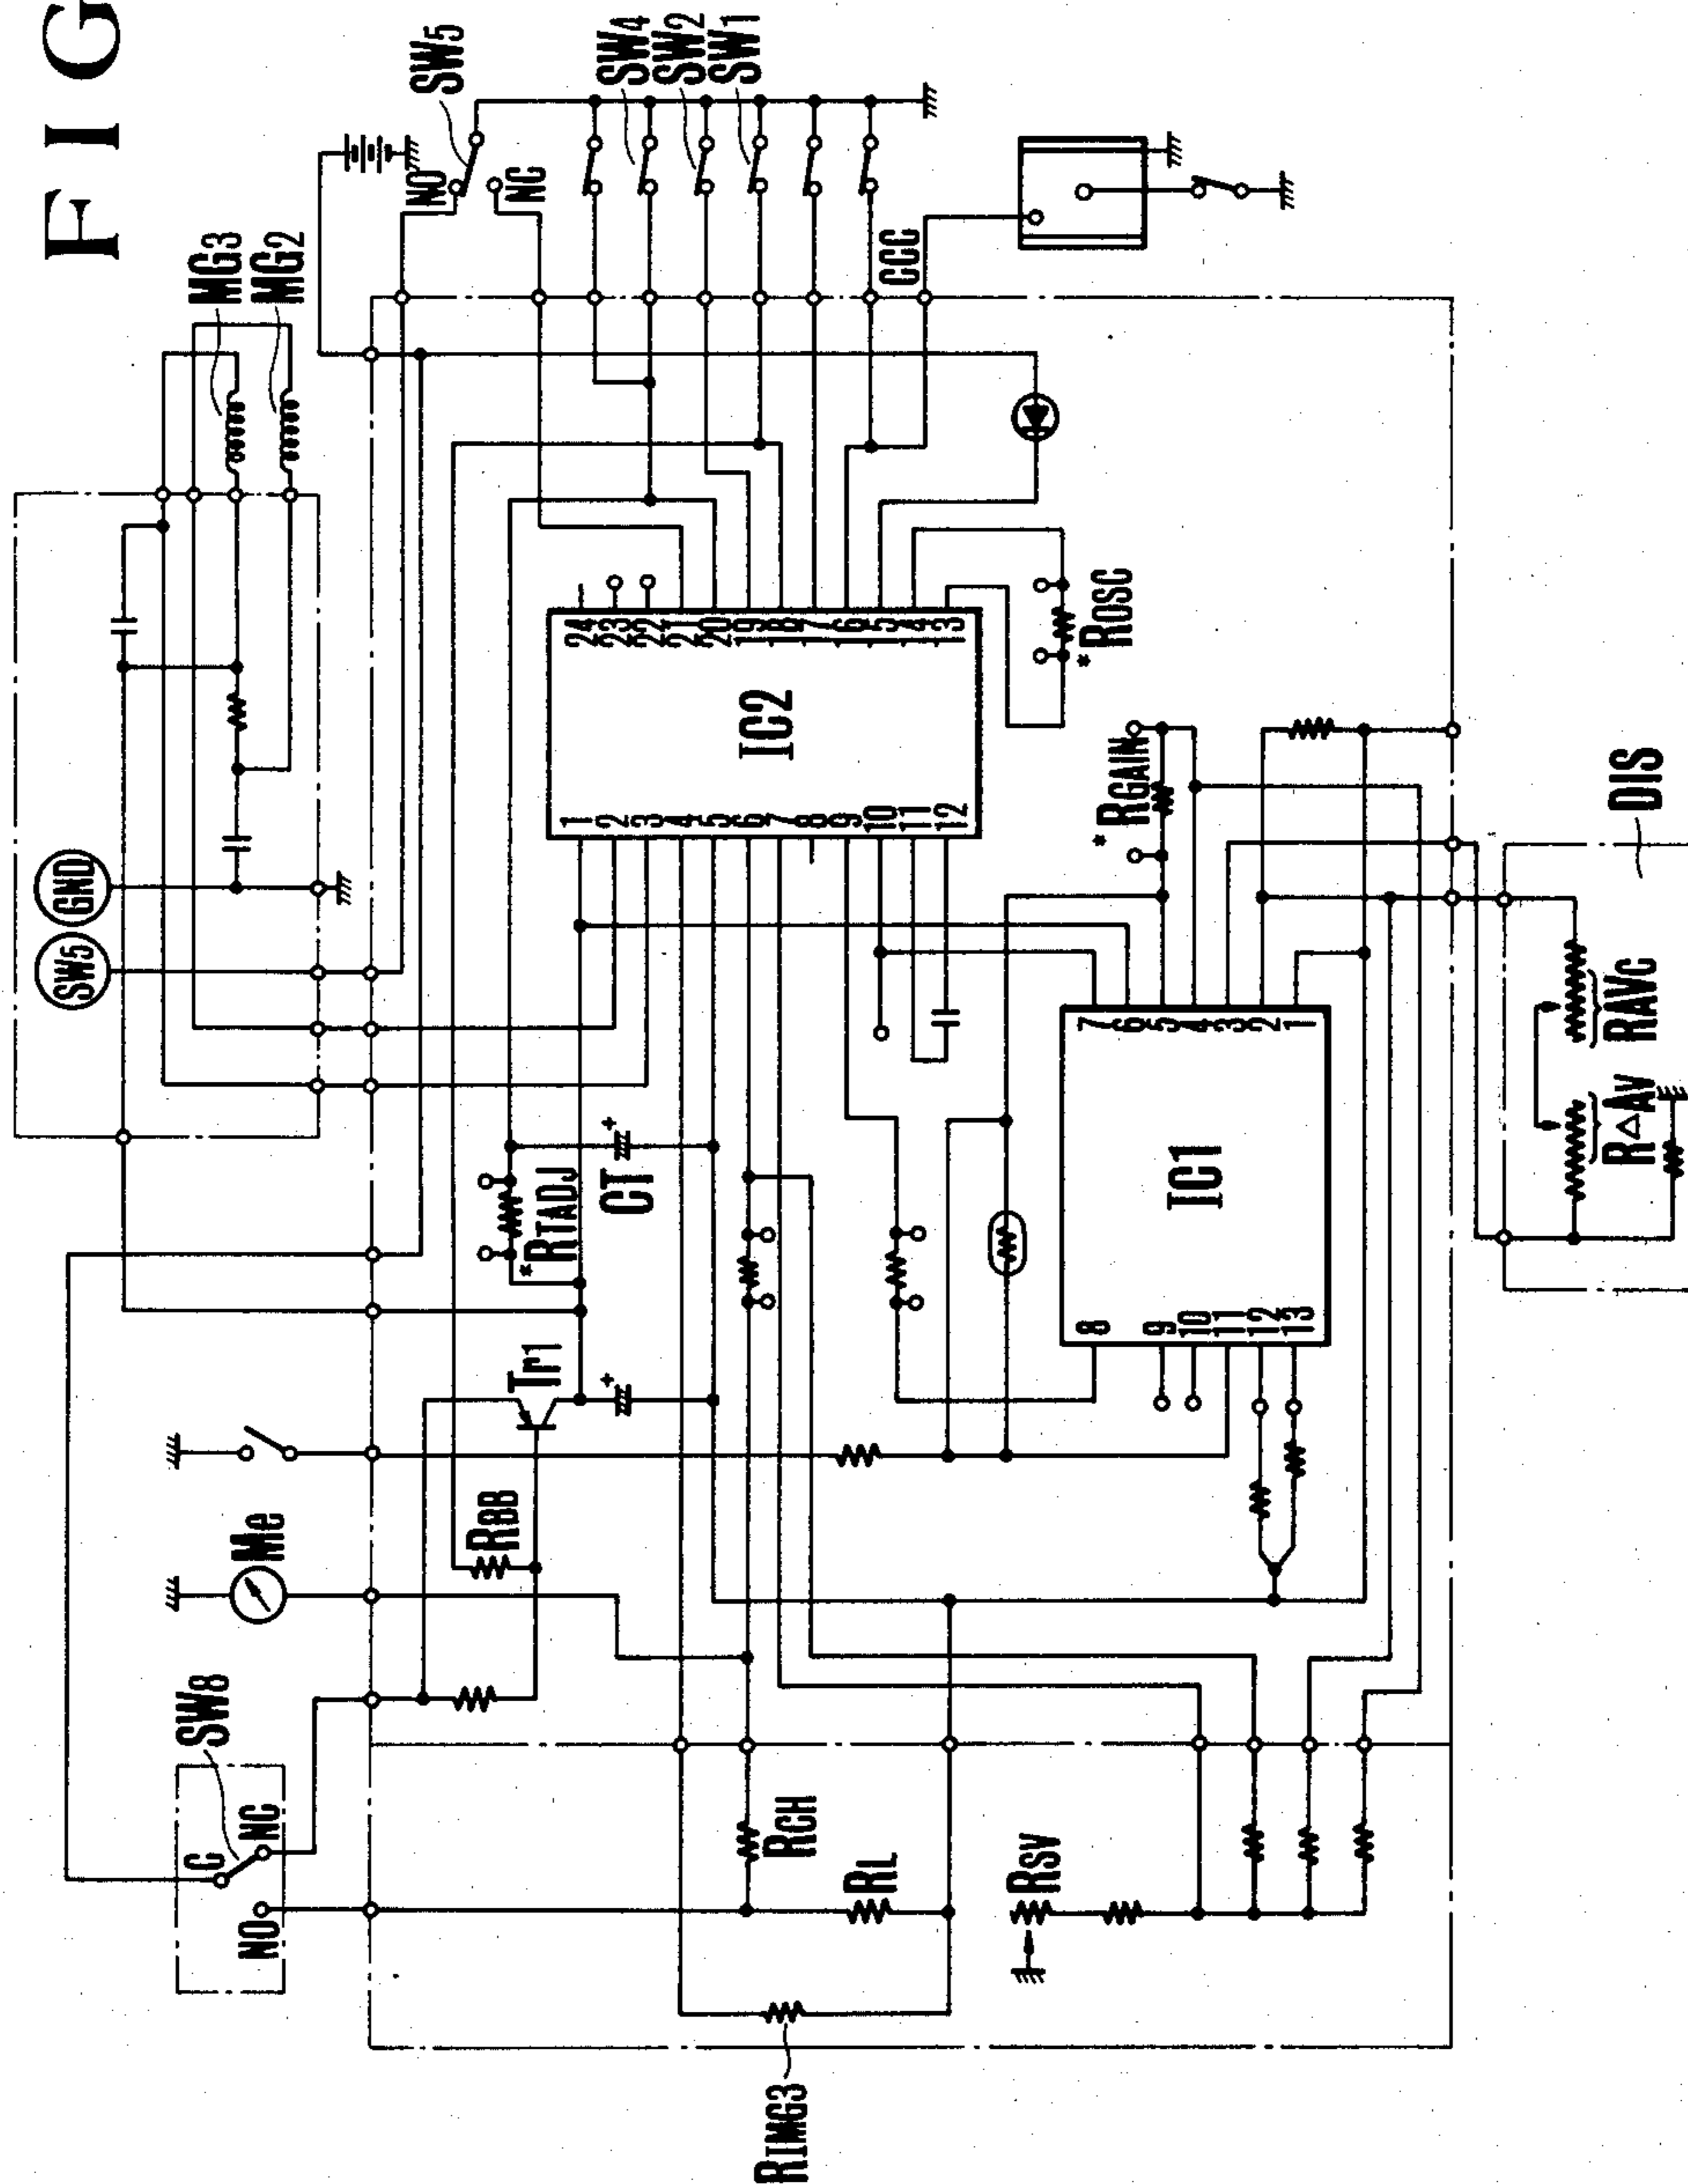 FIG
SW5
SW4
SW2
SW1
NO
NC
MG3
MG2
CCC
GND
SW5
24
23
22
21
20
19
18
17
16
15
14
13
IC2
1
2
3
4
5
6
7
8
9
10
11
12
*ROSC
*RGAIN
*RTADJ
CT
Tr1
RBB
Me
SW8
C
NC
NO
7
6
5
4
3
2
1
IC1
8
9
10
11
12
13
DIS
RAVC
R△AV
RCH
RL
RSV
RIMG3